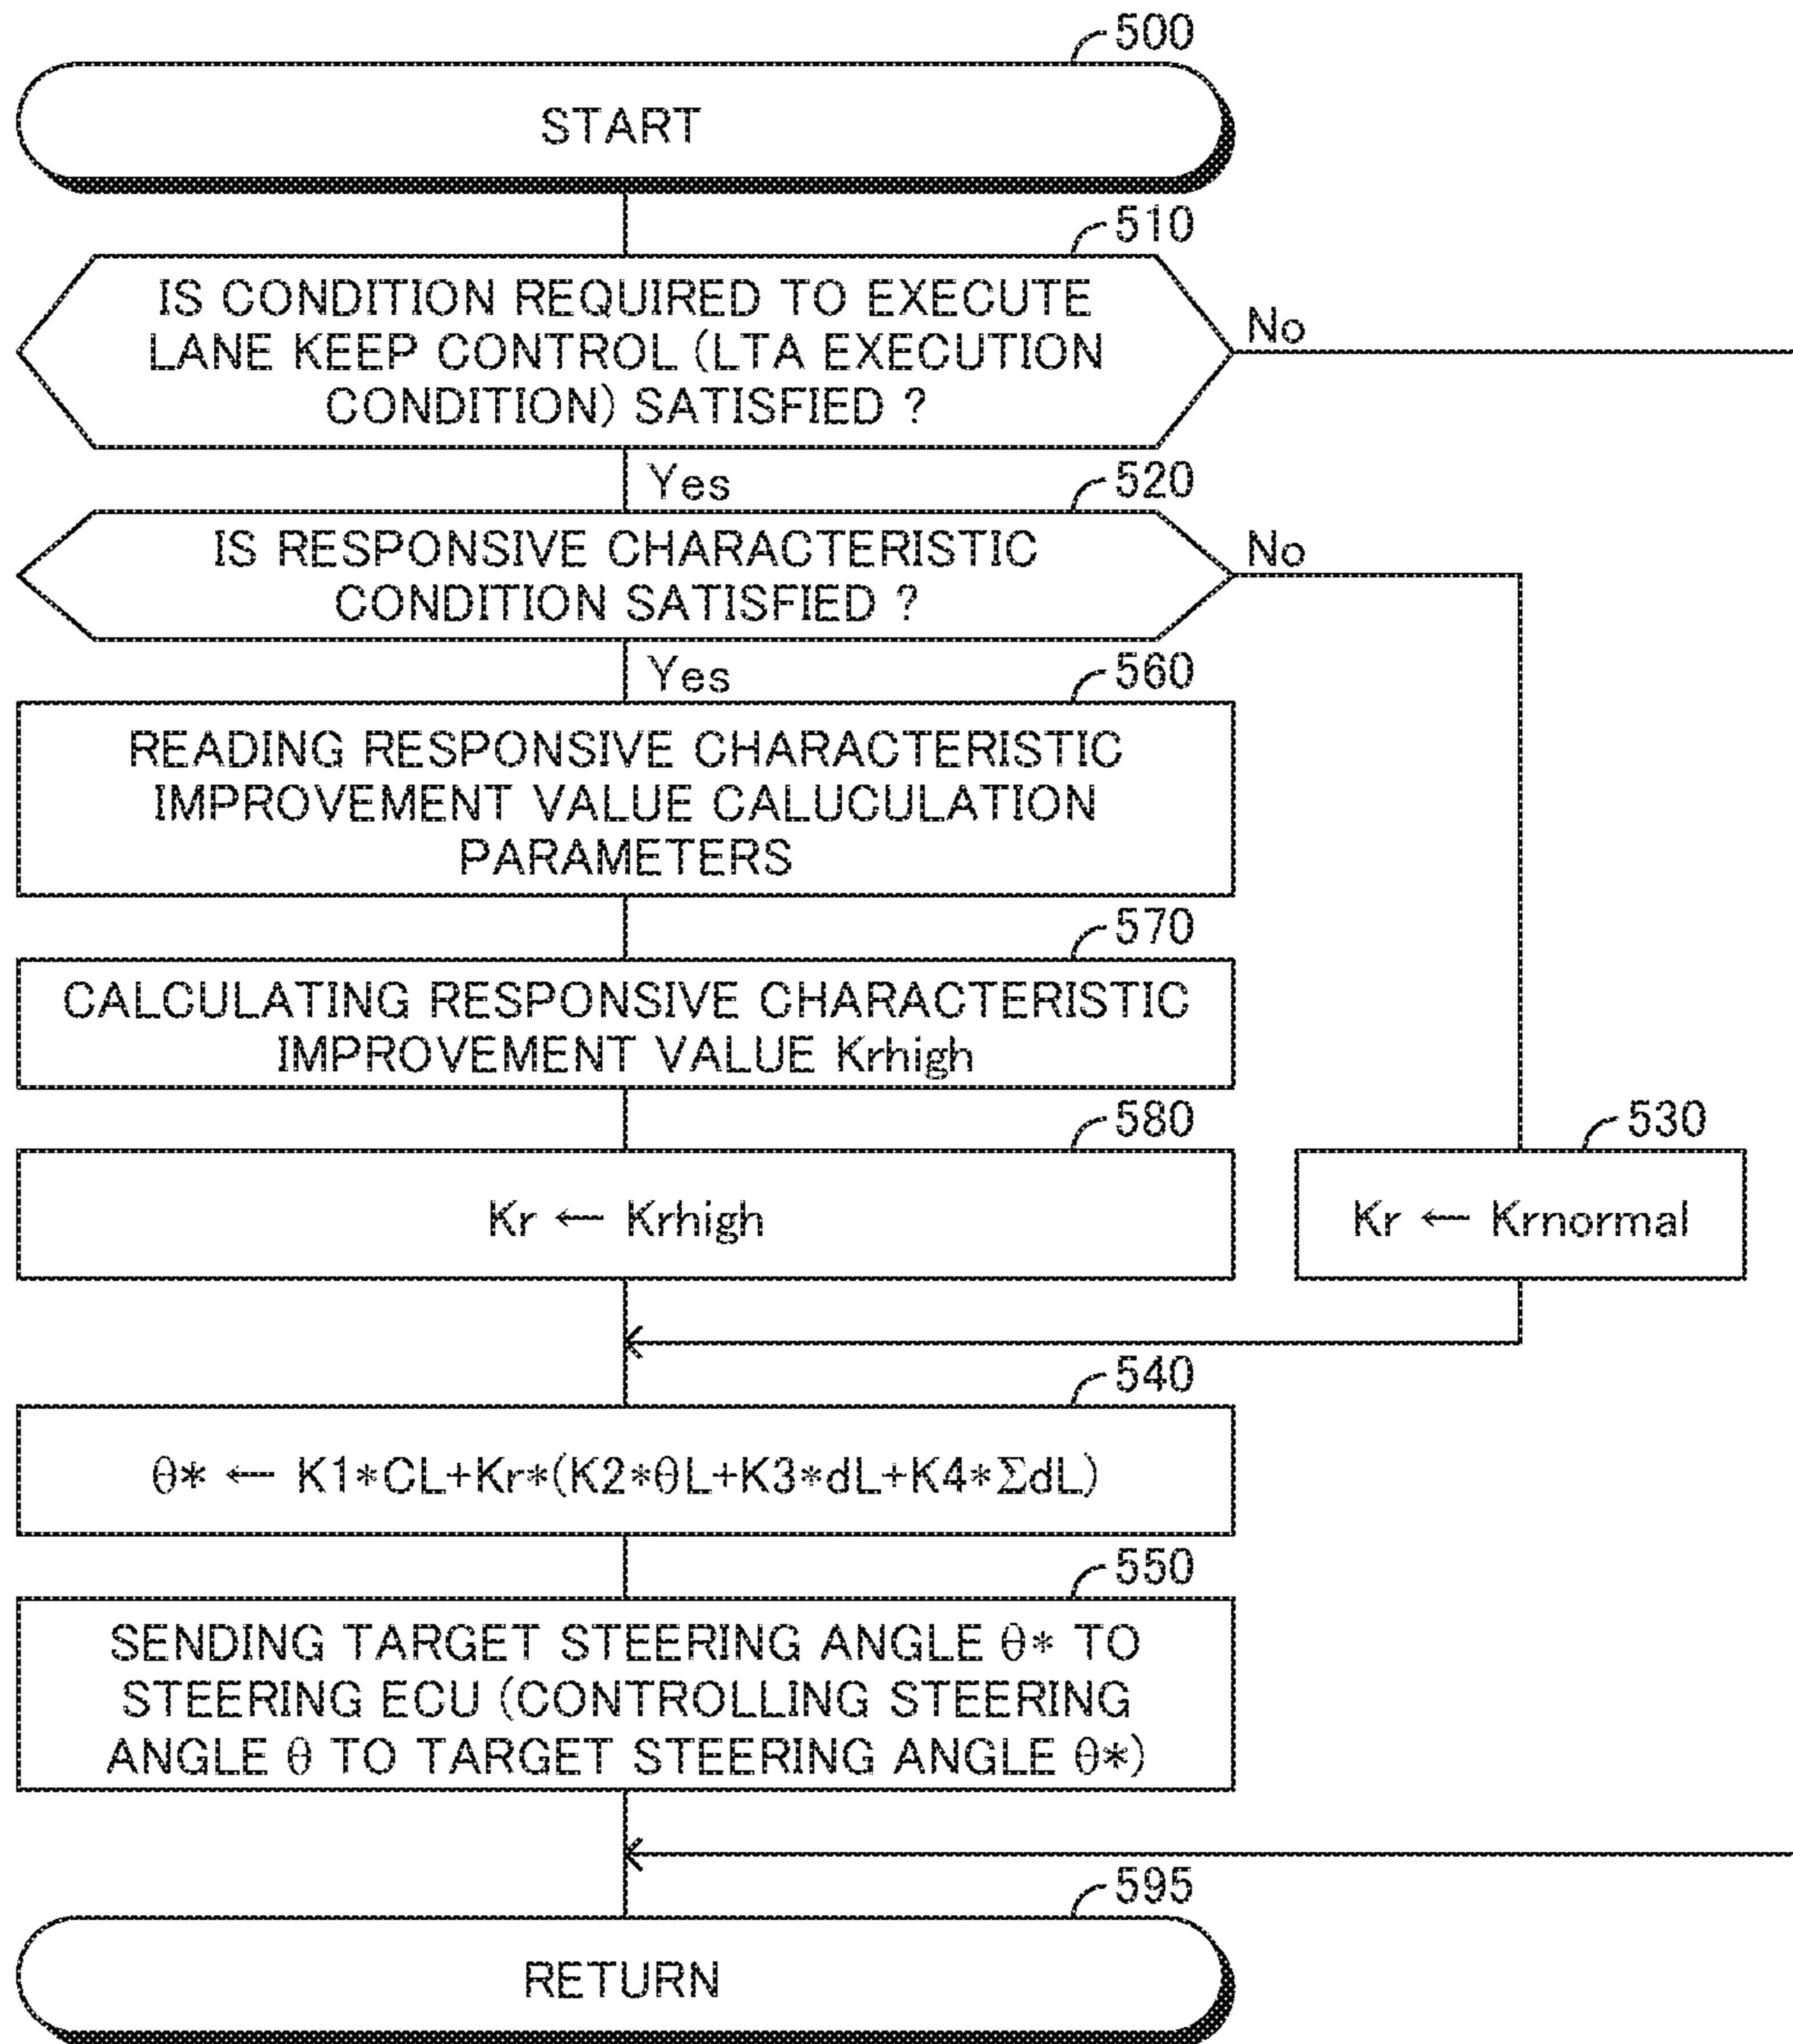 500
START
510
IS CONDITION REQUIRED TO EXECUTE
LANE KEEP CONTROL (LTA EXECUTION
CONDITION) SATISFIED ?
No
Yes
520
IS RESPONSIVE CHARACTERISTIC
CONDITION SATISFIED ?
No
Yes
560
READING RESPONSIVE CHARACTERISTIC
IMPROVEMENT VALUE CALUCULATION
PARAMETERS
570
CALCULATING RESPONSIVE CHARACTERISTIC
IMPROVEMENT VALUE Krhigh
580
Kr ← Krhigh
530
Kr ← Krnormal
540
θ* ← K1*CL+Kr*(K2*θL+K3*dL+K4*ΣdL)
550
SENDING TARGET STEERING ANGLE θ* TO
STEERING ECU (CONTROLLING STEERING
ANGLE θ TO TARGET STEERING ANGLE θ*)
595
RETURN